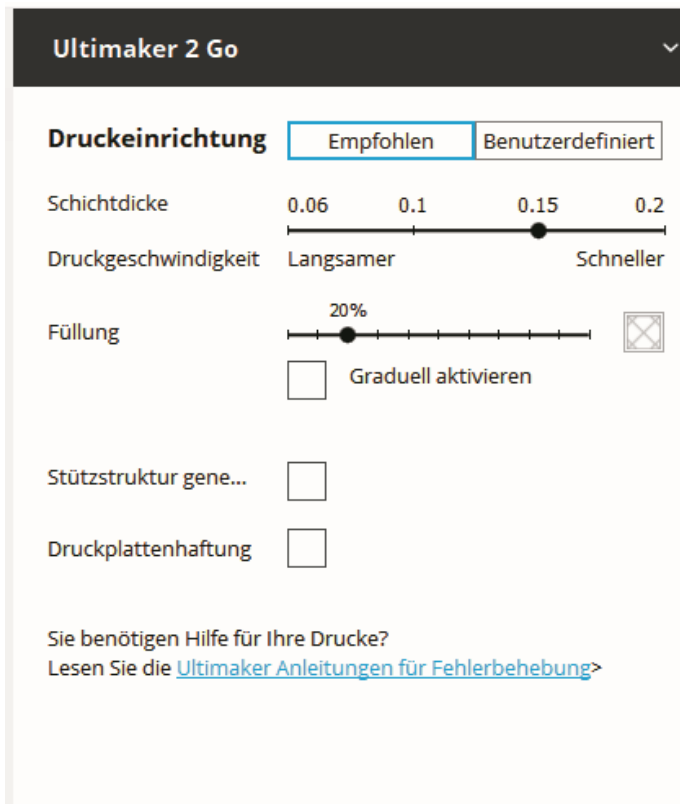 Ultimaker 2 Go
Druckeinrichtung Empfohlen Benutzerdefiniert
Schichtdicke 0.06 0.1 0.15 0.2
Druckgeschwindigkeit Langsamer Schneller
20%
Füllung
Graduell aktivieren
Stützstruktur gene...
Druckplattenhaftung
Sie benötigen Hilfe für Ihre Drucke?
Lesen Sie die Ultimaker Anleitungen für Fehlerbehebung>